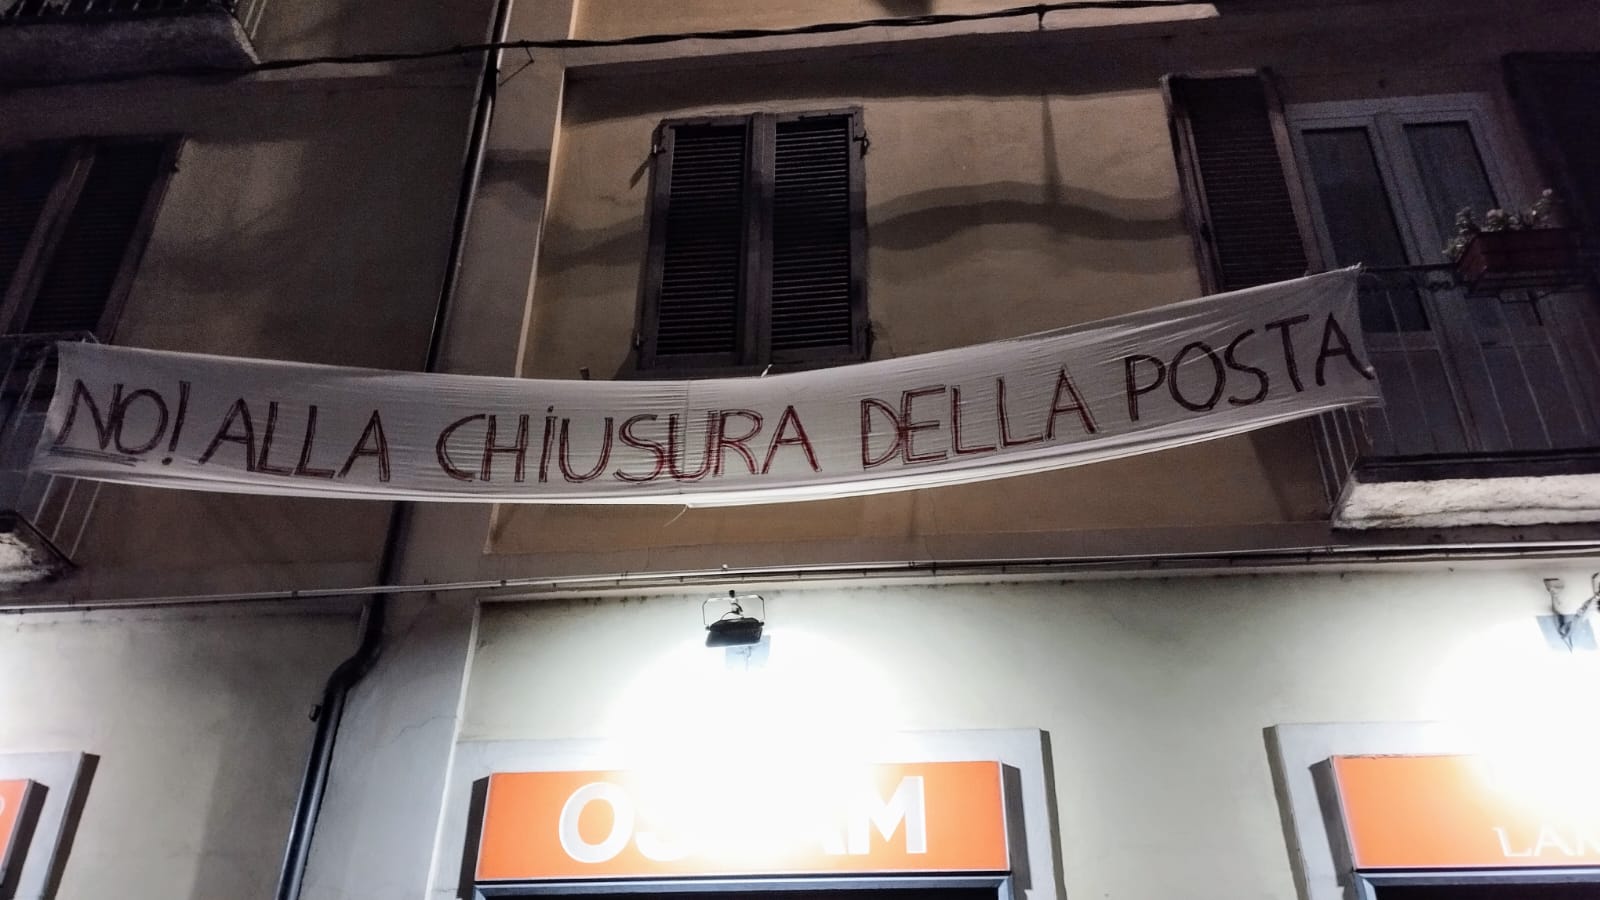 NO! ALLA CHIUSURA DELLA POSTA